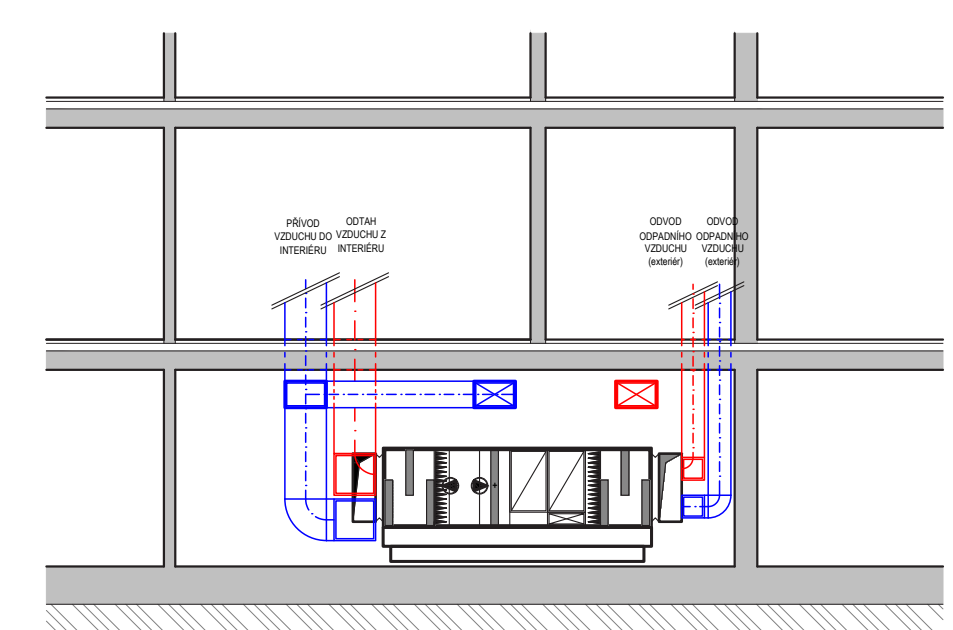 PŘÍVOD
VZDUCHU DO
INTERIÉRU
ODTAH
VZDUCHU Z
INTERIÉRU
ODVOD
ODPADNÍHO
VZDUCHU
(exteriér)
ODVOD
ODPADNÍHO
VZDUCHU
(exteriér)